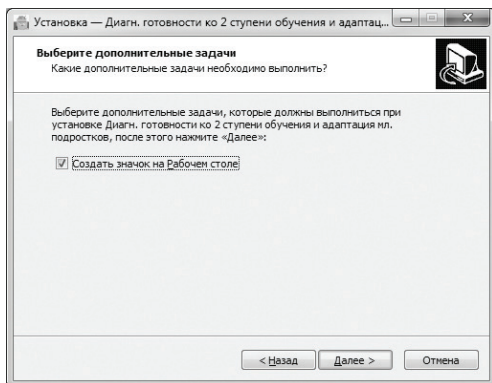 Установка — Диагн. готовности ко 2 ступени обучения и адаптац...
Выберите дополнительные задачи
Какие дополнительные задачи необходимо выполнить?
Выберите дополнительные задачи, которые должны выполниться при
установке Диагн. готовности ко 2 ступени обучения и адаптация мл.
подростков, после этого нажмите «Далее»:
Создать значок на Рабочем столе
< Назад
Далее >
Отмена